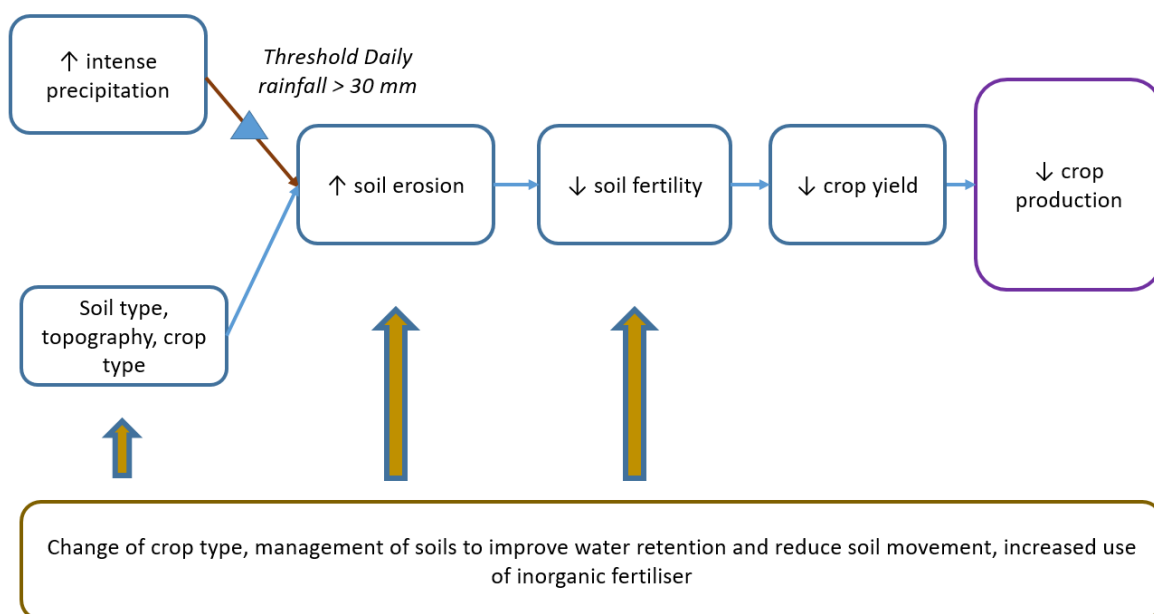 ↑ intense
precipitation
Threshold Daily
rainfall > 30 mm
↑ soil erosion
↓ soil fertility
↓ crop yield
↓ crop
production
Soil type,
topography, crop
type
Change of crop type, management of soils to improve water retention and reduce soil movement, increased use
of inorganic fertiliser